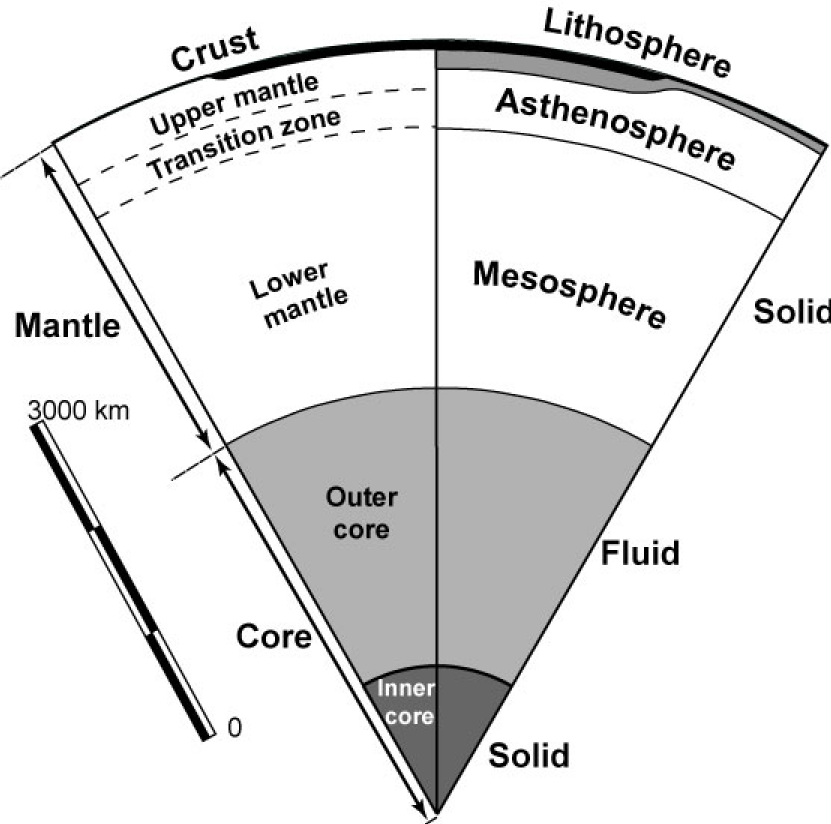 Crust
Lithosphere
Upper mantle
Transition zone
Asthenosphere
Lower
mantle
Mesosphere
Mantle
Solid
3000 km
Outer
core
Fluid
Core
Inner
core
0
Solid